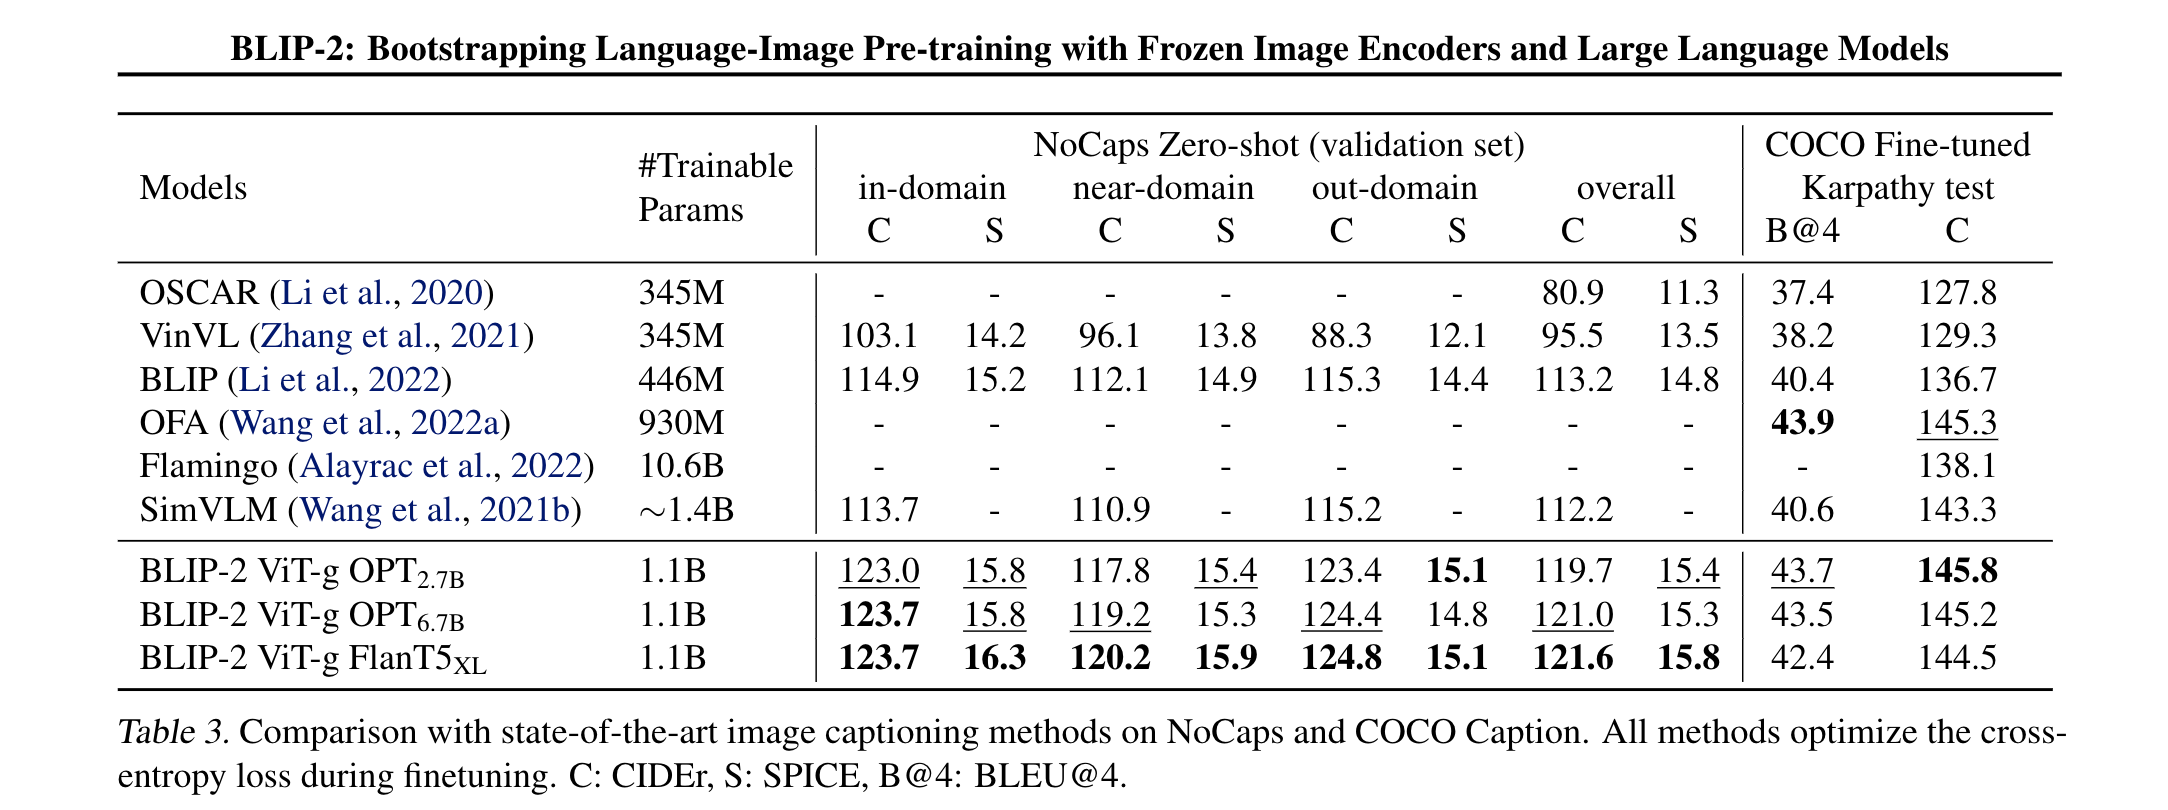 BLIP-2: Bootstrapping Language-Image Pre-training with Frozen Image Encoders and Large Language Models
Models #Trainable Params NoCaps Zero-shot (validation set) COCO Fine-tuned
in-domain near-domain out-domain overall Karpathy test
C S C S C S C S B@4 C
OSCAR (Li et al., 2020) 345M - - - - - - 80.9 11.3 37.4 127.8
VinVL (Zhang et al., 2021) 345M 103.1 14.2 96.1 13.8 88.3 12.1 95.5 13.5 38.2 129.3
BLIP (Li et al., 2022) 446M 114.9 15.2 112.1 14.9 115.3 14.4 113.2 14.8 40.4 136.7
OFA (Wang et al., 2022a) 930M - - - - - - - - 43.9 145.3
Flamingo (Alayrac et al., 2022) 10.6B - - - - - - - - - 138.1
SimVLM (Wang et al., 2021b) ∼1.4B 113.7 - 110.9 - 115.2 - 112.2 - 40.6 143.3
BLIP-2 ViT-g OPT2.7B 1.1B 123.0 15.8 117.8 15.4 123.4 15.1 119.7 15.4 43.7 145.8
BLIP-2 ViT-g OPT6.7B 1.1B 123.7 15.8 119.2 15.3 124.4 14.8 121.0 15.3 43.5 145.2
BLIP-2 ViT-g FlanT5XL 1.1B 123.7 16.3 120.2 15.9 124.8 15.1 121.6 15.8 42.4 144.5
Table 3. Comparison with state-of-the-art image captioning methods on NoCaps and COCO Caption. All methods optimize the cross-
entropy loss during finetuning. C: CIDEr, S: SPICE, B@4: BLEU@4.